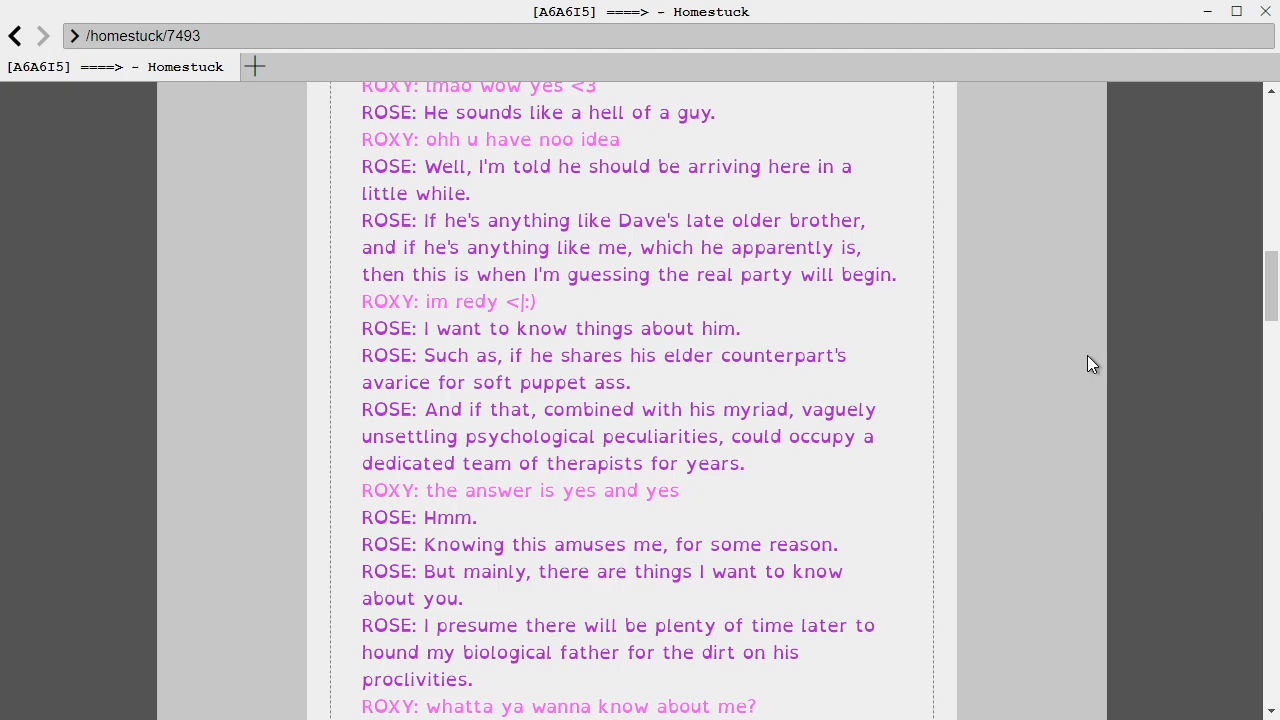 [A6A6I5] ====> - Homestuck
/homestuck/7493
[A6A6I5] ====> - Homestuck
ROXY: lmao wow yes <3
ROSE: He sounds like a hell of a guy.
ROXY: ohh u have noo idea
ROSE: Well, I'm told he should be arriving here in a
little while.
ROSE: If he's anything like Dave's late older brother,
and if he's anything like me, which he apparently is,
then this is when I'm guessing the real party will begin.
ROXY: im redy <|:)
ROSE: I want to know things about him.
ROSE: Such as, if he shares his elder counterpart's
avarice for soft puppet ass.
ROSE: And if that, combined with his myriad, vaguely
unsettling psychological peculiarities, could occupy a
dedicated team of therapists for years.
ROXY: the answer is yes and yes
ROSE: Hmm.
ROSE: Knowing this amuses me, for some reason.
ROSE: But mainly, there are things I want to know
about you.
ROSE: I presume there will be plenty of time later to
hound my biological father for the dirt on his
proclivities.
ROXY: whatta ya wanna know about me?